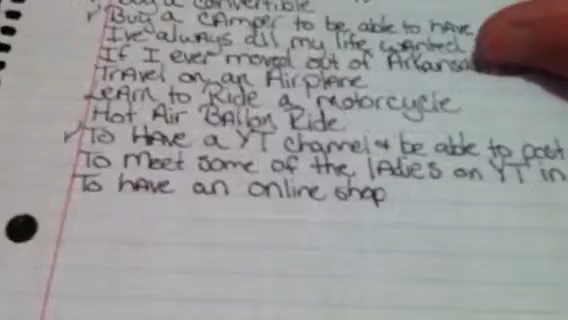 a convertible
✓ Buy a camper to be able to have
I've always all my life wanted
If I ever moved out of Arkansas
Travel on an Airplane
Learn to Ride a motorcycle
Hot Air Ballon Ride
✓ To Have a YT channel & be able to post
To meet some of the ladies on YT in
To have an online shop